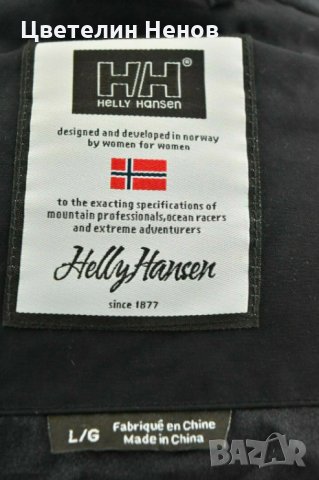 Цветелин Ненов
HH®
HELLY HANSEN
designed and developed in norway
by women for women
to the exacting specifications of
mountain professionals,ocean racers
and extreme adventurers
Helly Hansen
since 1877
L/G
Fabriqué en Chine
Made in China
BAZAR